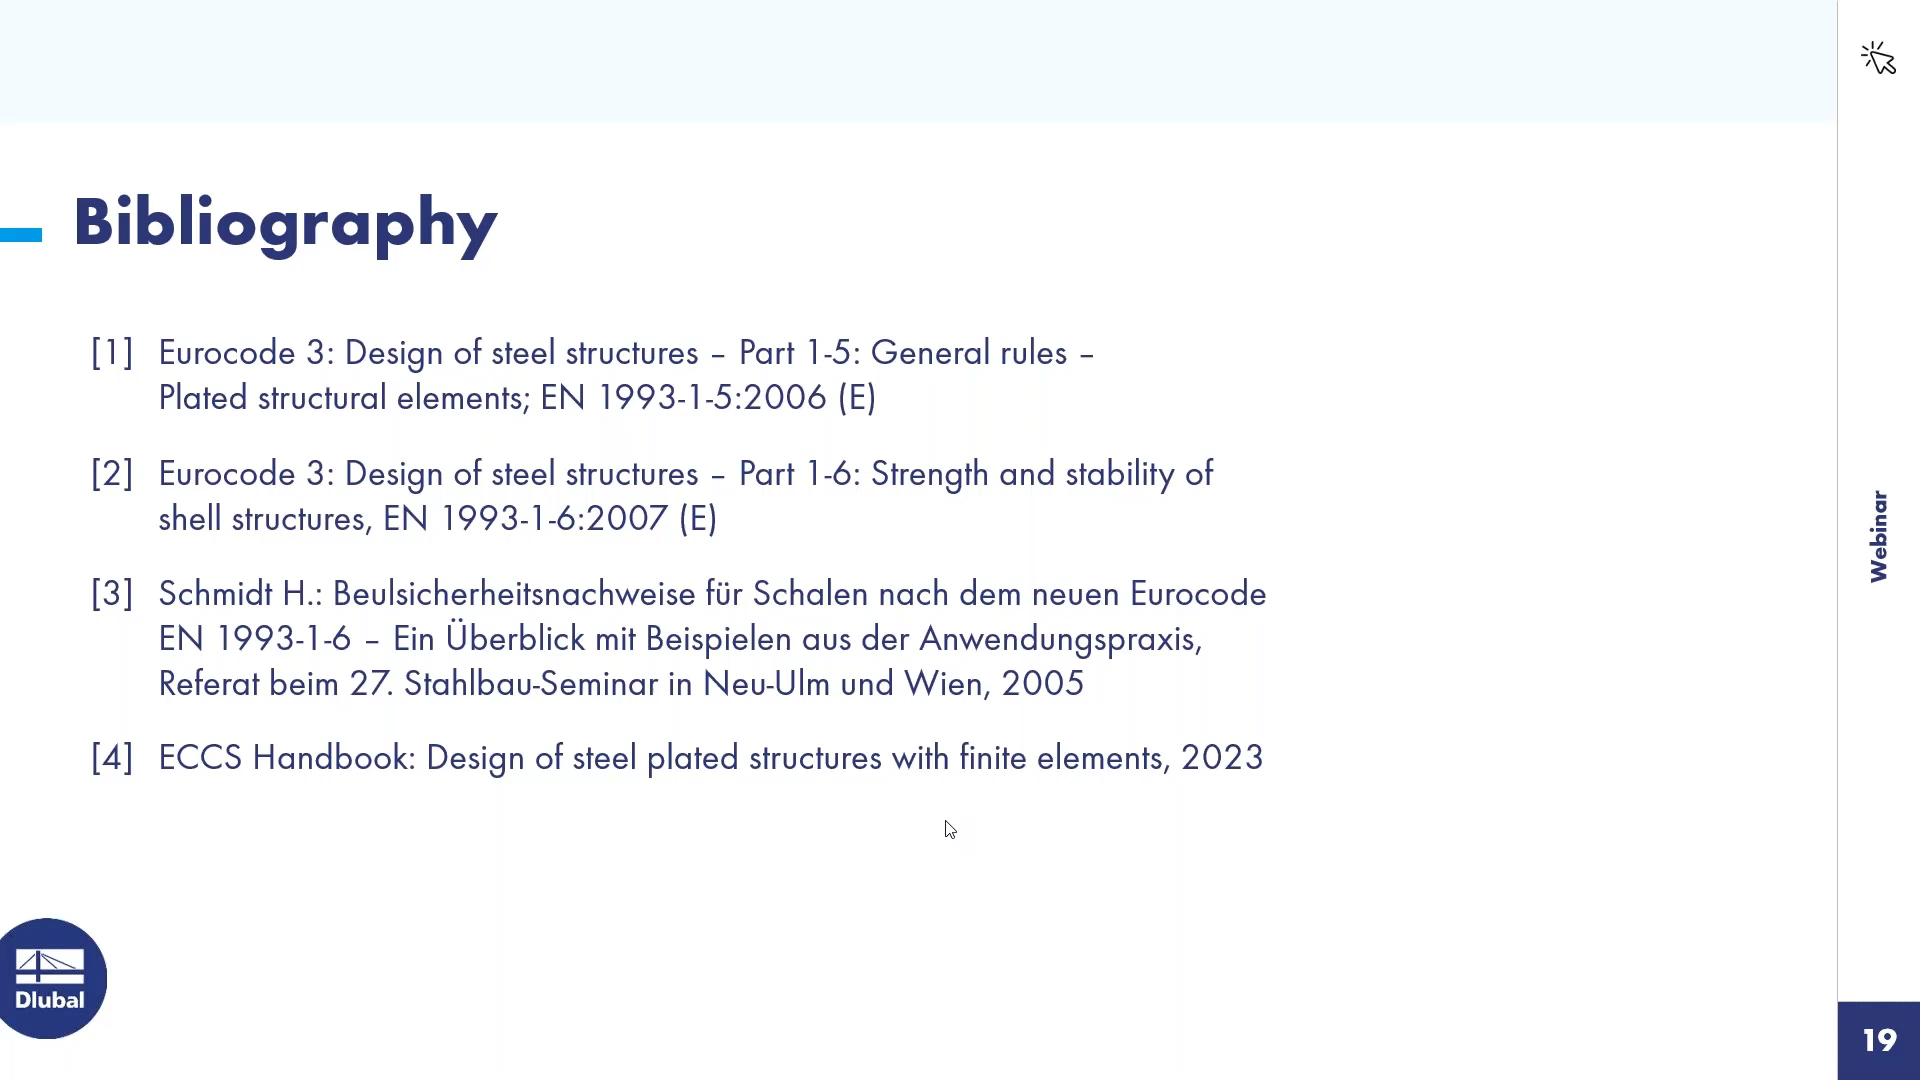 Bibliography
[1] Eurocode 3: Design of steel structures – Part 1-5: General rules –
Plated structural elements; EN 1993-1-5:2006 (E)
[2] Eurocode 3: Design of steel structures – Part 1-6: Strength and stability of
shell structures, EN 1993-1-6:2007 (E)
[3] Schmidt H.: Beulsicherheitsnachweise für Schalen nach dem neuen Eurocode
EN 1993-1-6 – Ein Überblick mit Beispielen aus der Anwendungspraxis,
Referat beim 27. Stahlbau-Seminar in Neu-Ulm und Wien, 2005
[4] ECCS Handbook: Design of steel plated structures with finite elements, 2023
Webinar
Dlubal
19